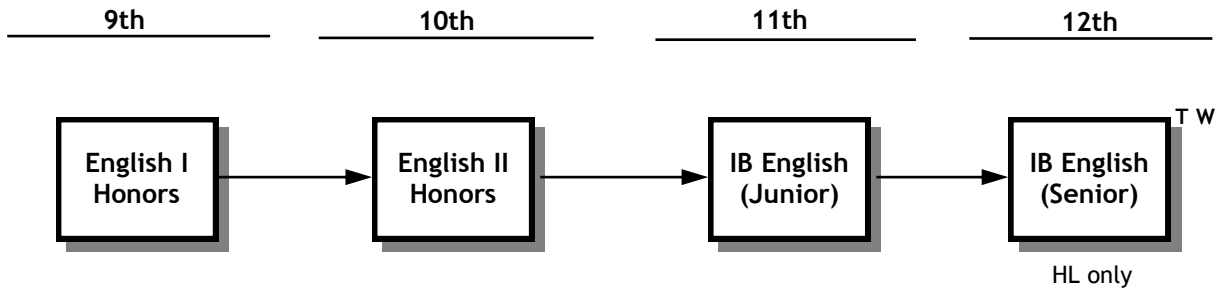 9th 10th 11th 12th
T W
English I
Honors
English II
Honors
IB English
(Junior)
IB English
(Senior)
HL only